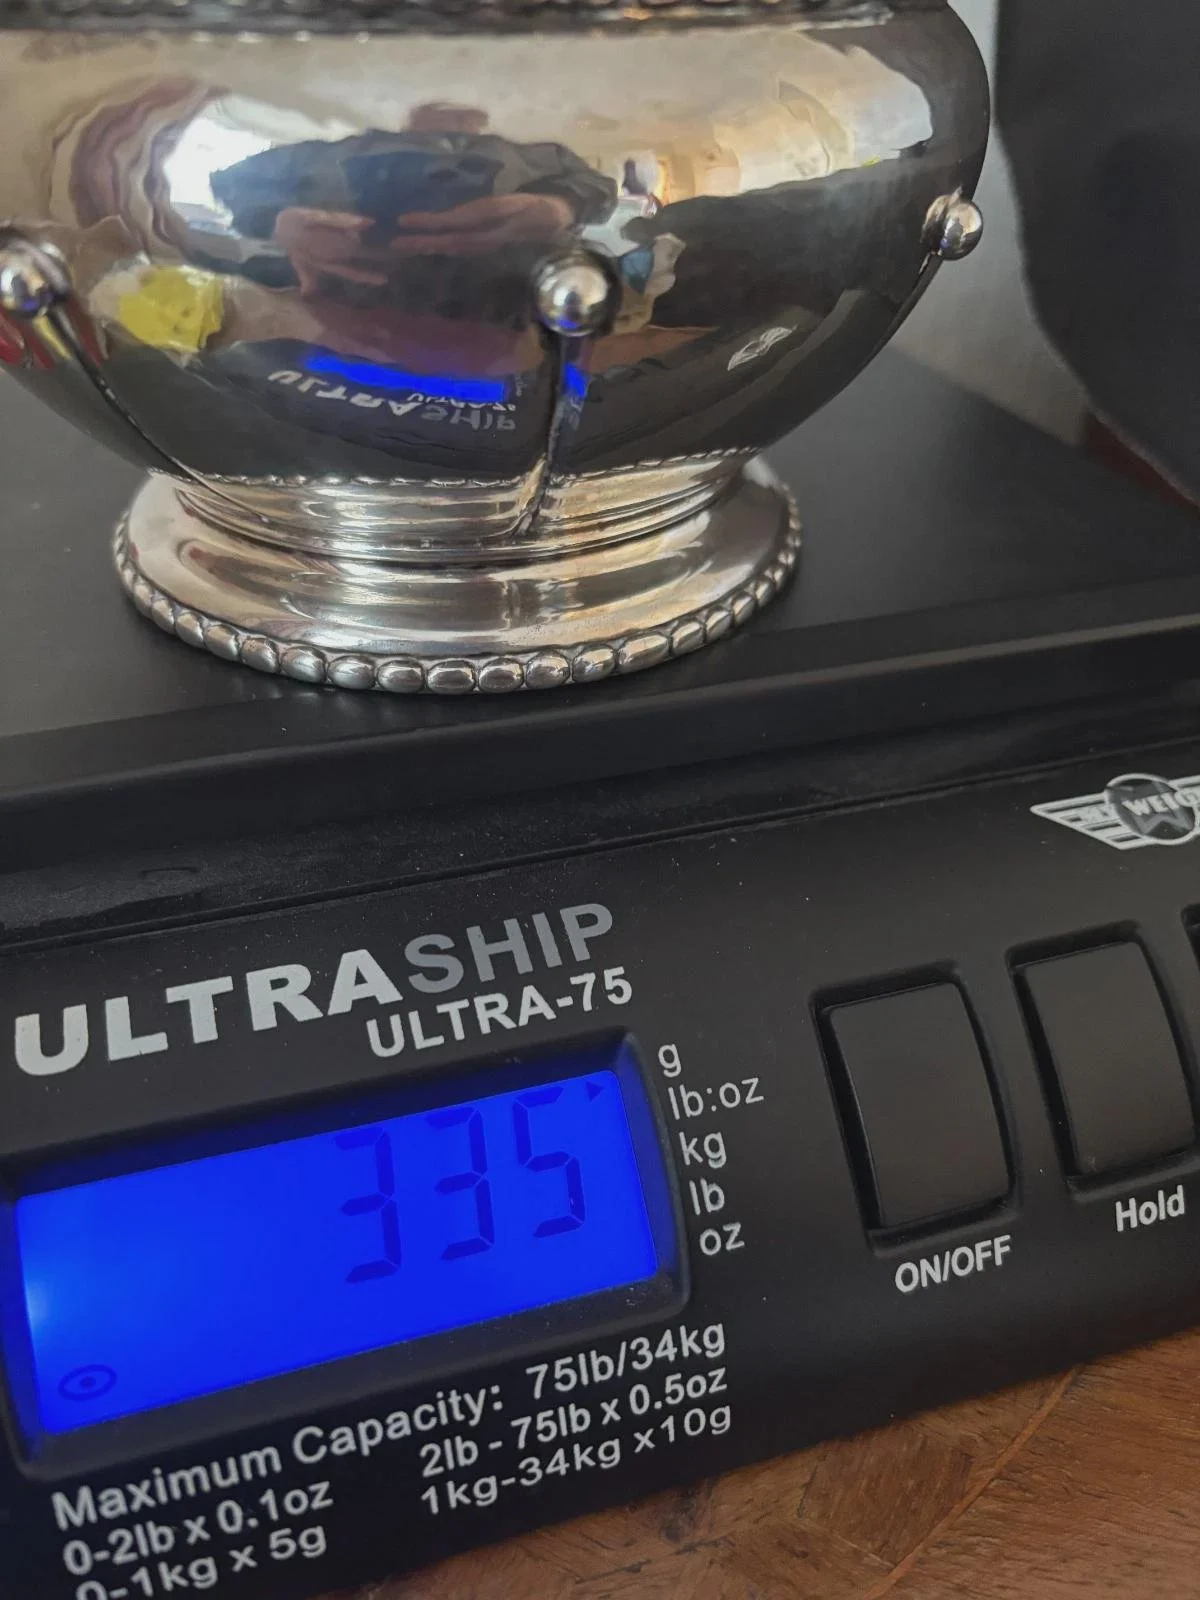 WEIG
ULTRASHIP
ULTRA-75
335
g
lb:oz
kg
lb
oz
ON/OFF
Hold
Maximum Capacity: 75lb/34kg
0-2lb x 0.1oz 2lb - 75lb x 0.5oz
0-1kg x 5g 1kg-34kg x10g